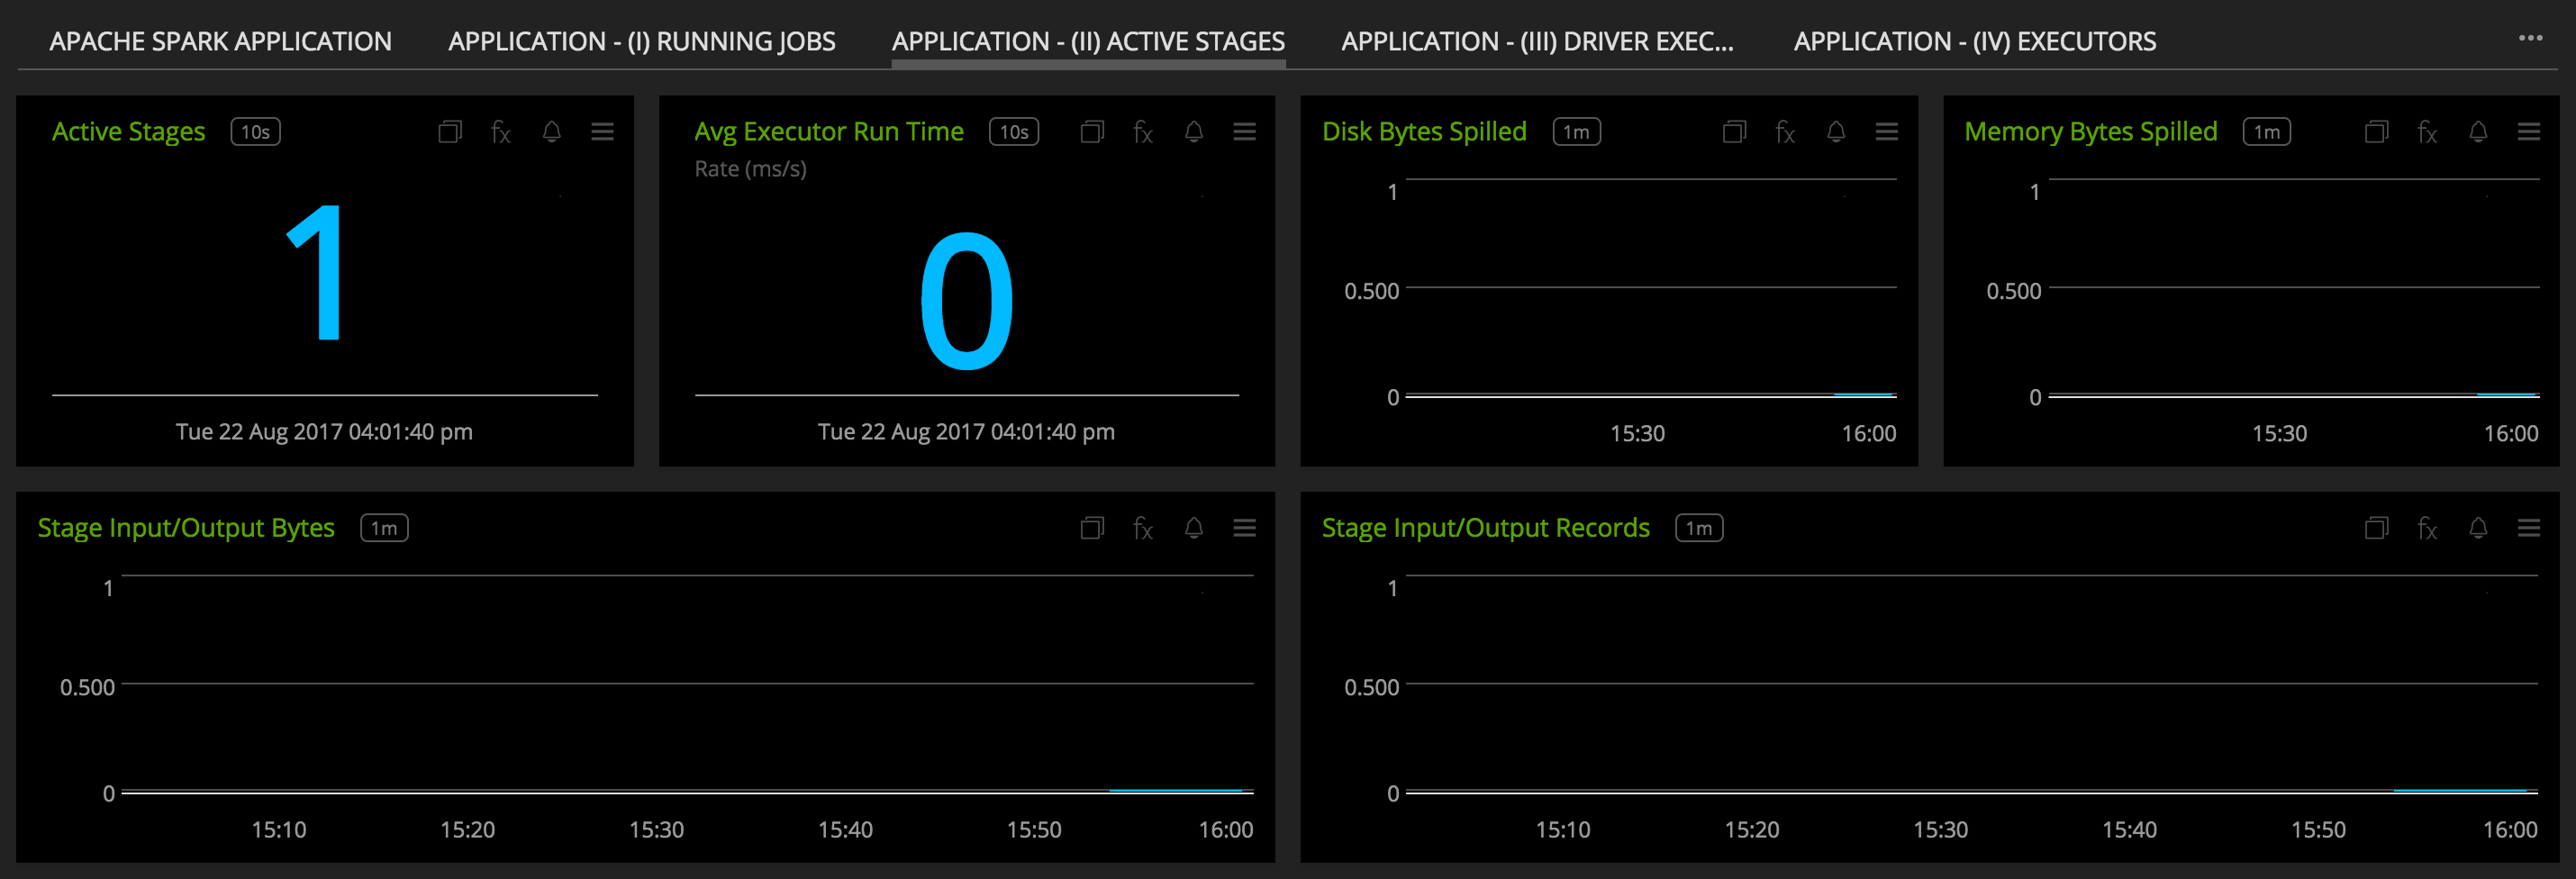 APACHE SPARK APPLICATION
APPLICATION - (I) RUNNING JOBS
APPLICATION - (II) ACTIVE STAGES
APPLICATION - (III) DRIVER EXEC...
APPLICATION - (IV) EXECUTORS
Active Stages 10s fx
1
Tue 22 Aug 2017 04:01:40 pm
Avg Executor Run Time 10s fx
Rate (ms/s)
0
Tue 22 Aug 2017 04:01:40 pm
Disk Bytes Spilled 1m fx
1
0.500
0
15:30 16:00
Memory Bytes Spilled 1m fx
1
0.500
0
15:30 16:00
Stage Input/Output Bytes 1m fx
1
0.500
0
15:10 15:20 15:30 15:40 15:50 16:00
Stage Input/Output Records 1m fx
1
0.500
0
15:10 15:20 15:30 15:40 15:50 16:00